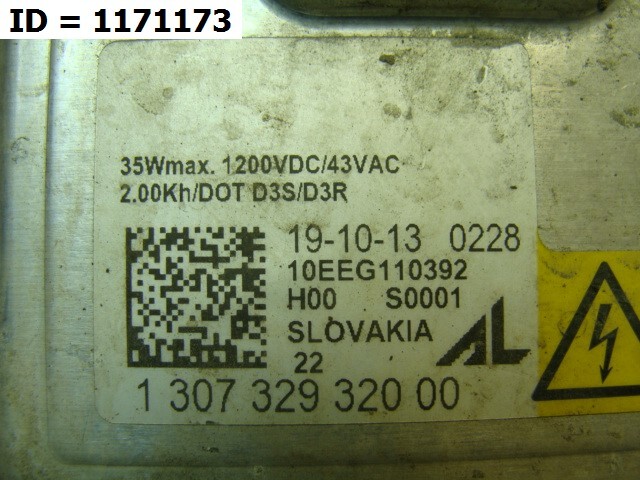 ID = 1171173
35Wmax. 1200VDC/43VAC
2.00Kh/DOT D3S/D3R
19-10-13 0228
10EEG110392
H00 S0001
SLOVAKIA
AL
22
1 307 329 320 00